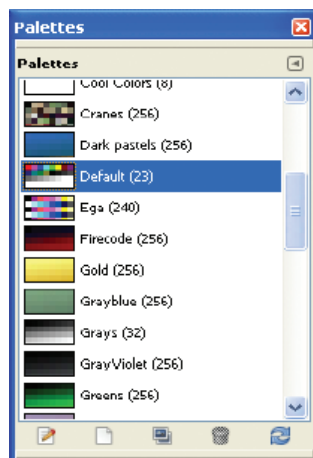 Palettes
Palettes
Cool Colors (8)
Cranes (256)
Dark pastels (256)
Default (23)
Ega (240)
Firecode (256)
Gold (256)
Grayblue (256)
Grays (32)
GrayViolet (256)
Greens (256)